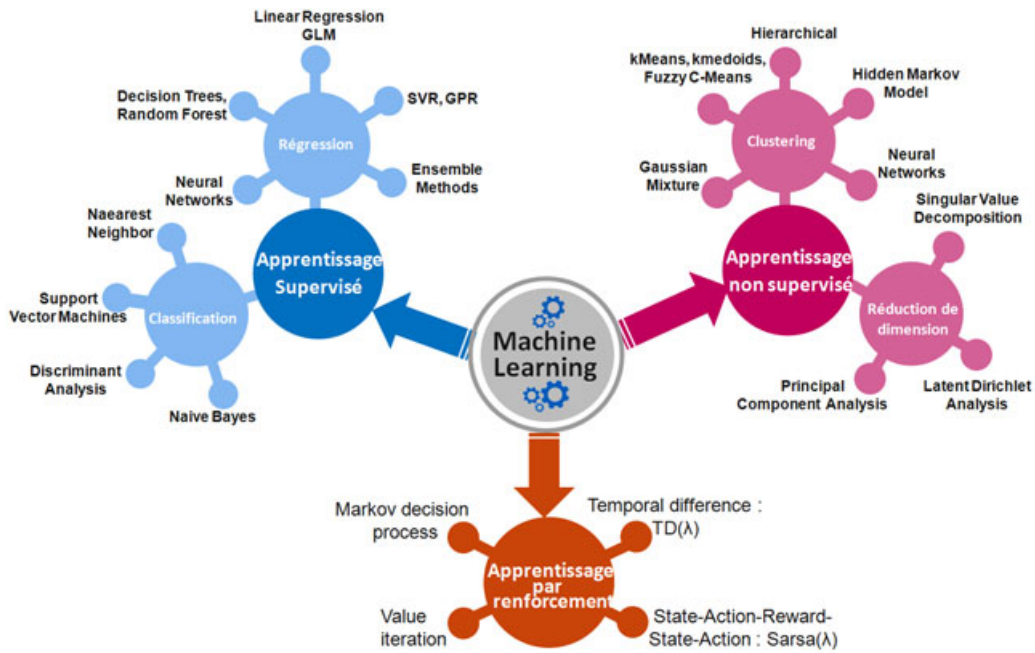 Linear Regression
GLM
Decision Trees,
Random Forest
SVR, GPR
Régression
Ensemble
Methods
Neural
Networks
Naearest
Neighbor
Apprentissage
Supervisé
Support
Vector Machines
Classification
Discriminant
Analysis
Naive Bayes
Machine
Learning
Hierarchical
kMeans, kmedoids,
Fuzzy C-Means
Hidden Markov
Model
Clustering
Gaussian
Mixture
Neural
Networks
Singular Value
Decomposition
Apprentissage
non supervisé
Réduction de
dimension
Principal
Component Analysis
Latent Dirichlet
Analysis
Markov decision
process
Temporal difference :
TD(λ)
Apprentissage
par
renforcement
Value
iteration
State-Action-Reward-
State-Action : Sarsa(λ)